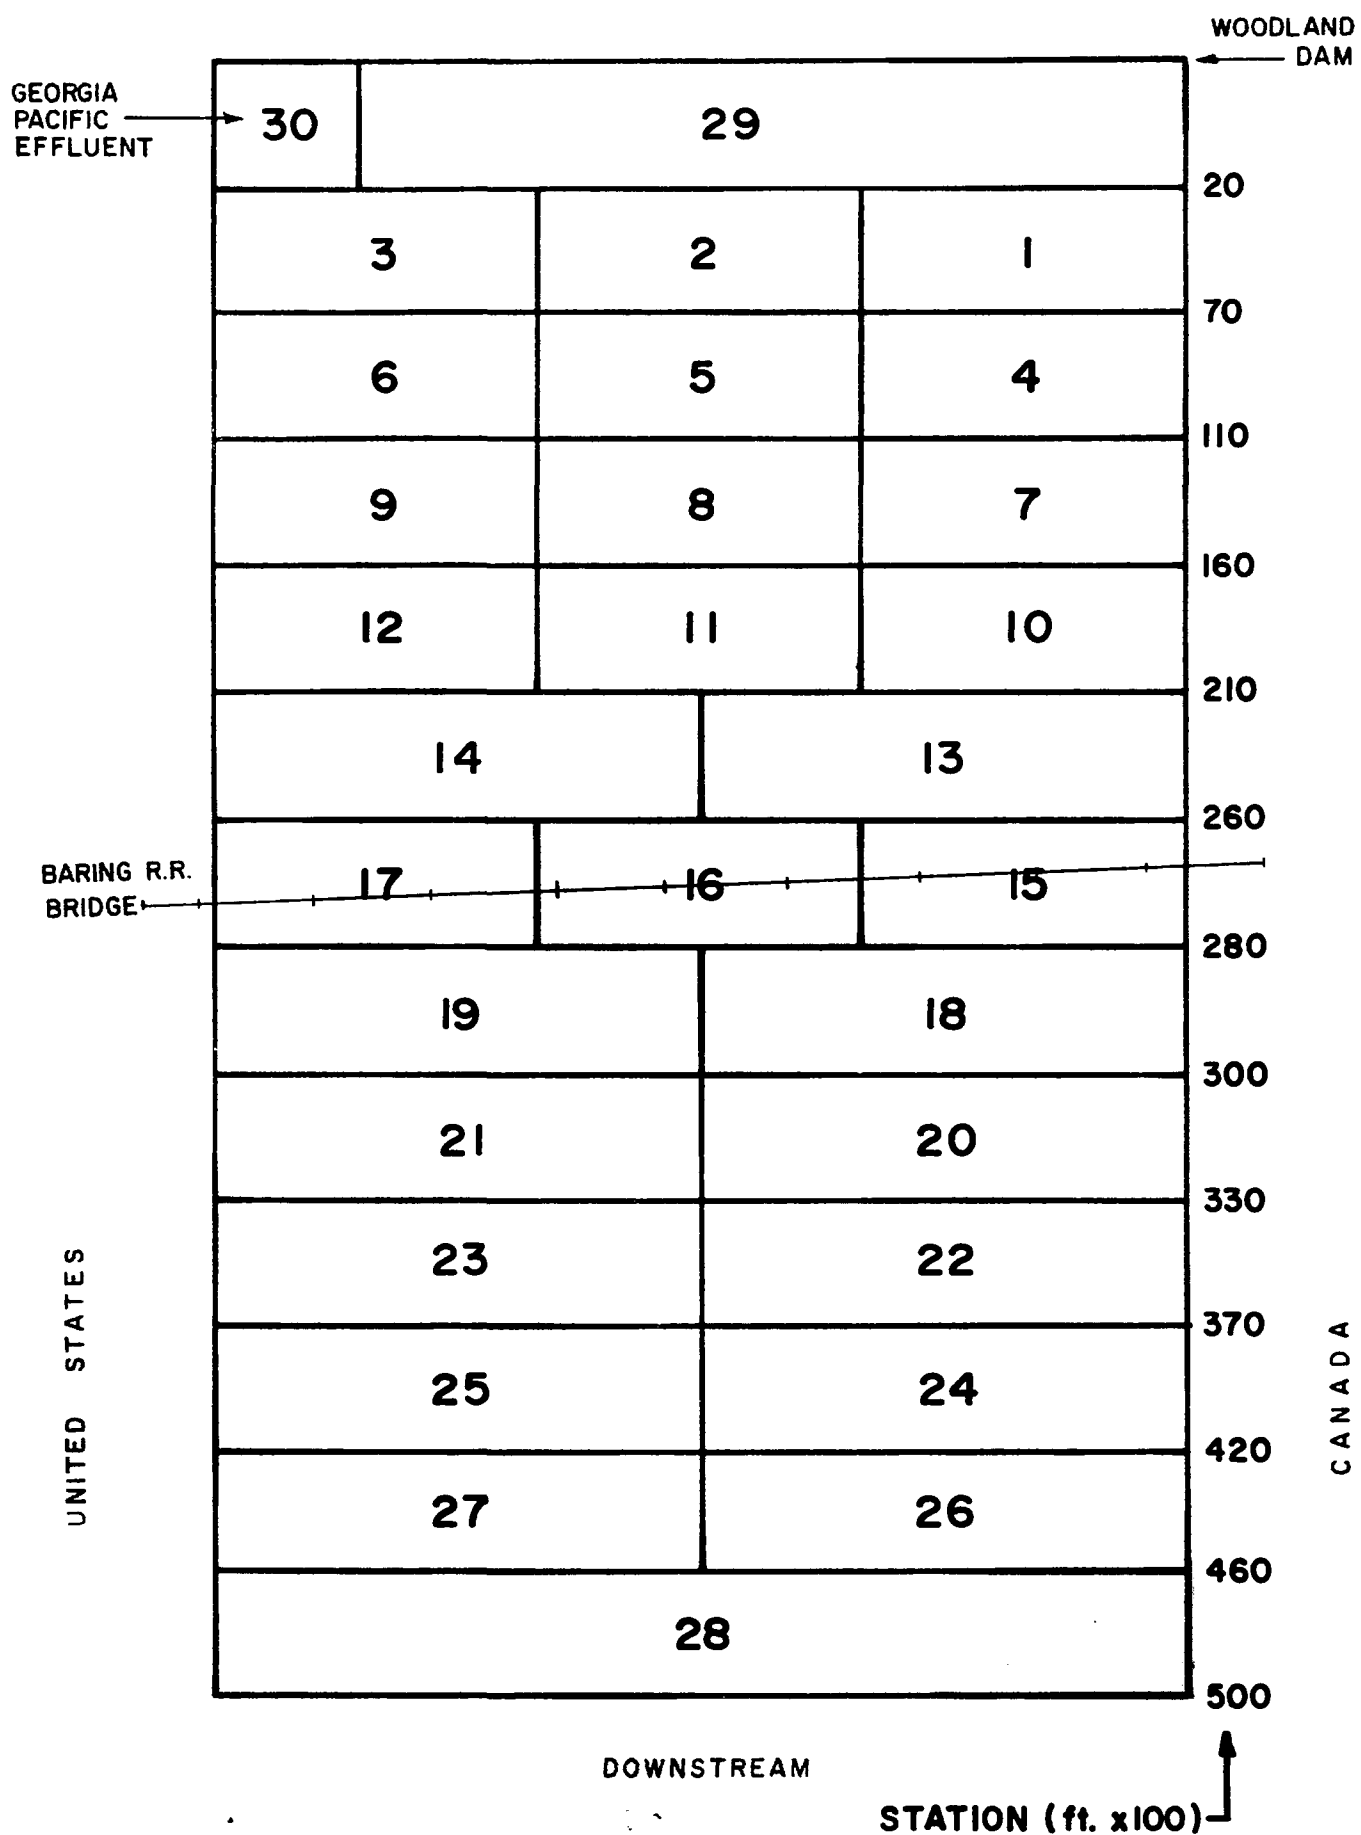 WOODLAND
DAM
GEORGIA
PACIFIC
EFFLUENT
30 29
20
3 2 1
70
6 5 4
110
9 8 7
160
12 11 10
210
14 13
260
BARING R.R.
BRIDGE
17 16 15
280
19 18
300
21 20
330
23 22
370
25 24
420
27 26
460
28
500
UNITED STATES
CANADA
DOWNSTREAM
STATION (ft. x100)